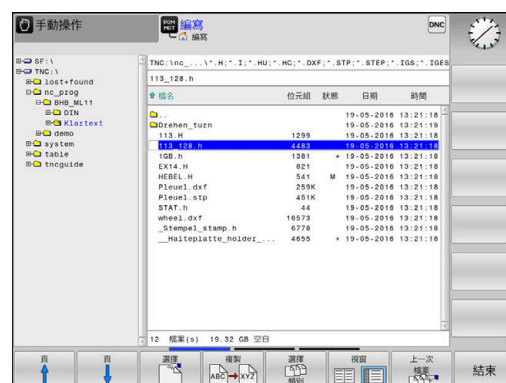 手動操作
PGM MGT 編寫
編寫
DNC
SF:\
TNC:\
lost+found
nc_prog
BHB_ML11
DIN
Klartext
demo
system
table
tncguide
TNC:\nc_...\*.H;*.I;*.HU;*.HC;*.DXF;*.STP;*.STEP;*.IGS;*.IGES
113_128.h
檔名 位元組 狀態 日期 時間
.. 19-05-2016 13:21:18
Drehen_turn 19-05-2016 13:21:19
113.H 1299 19-05-2016 13:21:18
113_128.h 4483 19-05-2016 13:21:18
1GB.h 1381 + 19-05-2016 13:21:18
EX14.H 821 19-05-2016 13:21:18
HEBEL.H 541 M 19-05-2016 13:21:18
Pleuel.dxf 259K 19-05-2016 13:21:18
Pleuel.stp 451K 19-05-2016 13:21:18
STAT.h 44 19-05-2016 13:21:18
wheel.dxf 16573 19-05-2016 13:21:18
_Stempel_stamp.h 6778 19-05-2016 13:21:18
__Halteplatte_holder_... 4655 + 19-05-2016 13:21:18
12 檔案(s) 19.32 GB 空白
頁
頁
選擇
複製
ABC XYZ
選擇
類別
視窗
上一次
檔案
結束